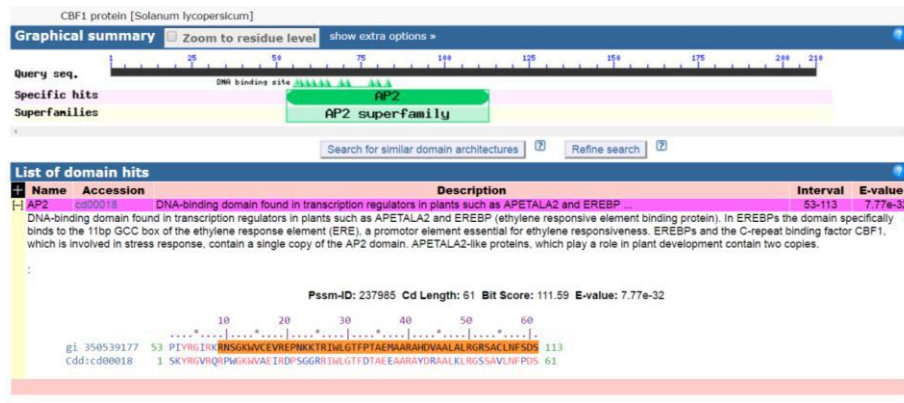 CBF1 protein [Solanum lycopersicum]
Graphical summary Zoom to residue level show extra options »
1 25 50 75 100 125 150 175 200 210
Query seq.
DNA binding site
Specific hits AP2
Superfamilies AP2 superfamily
Search for similar domain architectures ? Refine search ?
List of domain hits ?
+ Name Accession Description Interval E-value
[-] AP2 cd00018 DNA-binding domain found in transcription regulators in plants such as APETALA2 and EREBP ... 53-113 7.77e-32
DNA-binding domain found in transcription regulators in plants such as APETALA2 and EREBP (ethylene responsive element binding protein). In EREBPs the domain specifically
binds to the 11bp GCC box of the ethylene response element (ERE), a promotor element essential for ethylene responsiveness. EREBPs and the C-repeat binding factor CBF1,
which is involved in stress response, contain a single copy of the AP2 domain. APETALA2-like proteins, which play a role in plant development contain two copies.
:
Pssm-ID: 237985 Cd Length: 61 Bit Score: 111.59 E-value: 7.77e-32
10 20 30 40 50 60
....*....|....*....|....*....|....*....|....*....|....*....|.
gi 350539177 53 PIYRGIRKRNSGKWVCEVREPNKKTRIWLGTFPTAEMAARAHDVAALALRGRSACLNFSDS 113
Cdd:cd00018 1 SKYRGVRQRPWGKWVAEIRDPSGGRRIWLGTFDTAEEAARAYDRAALKLRGSSAVLNFPDS 61